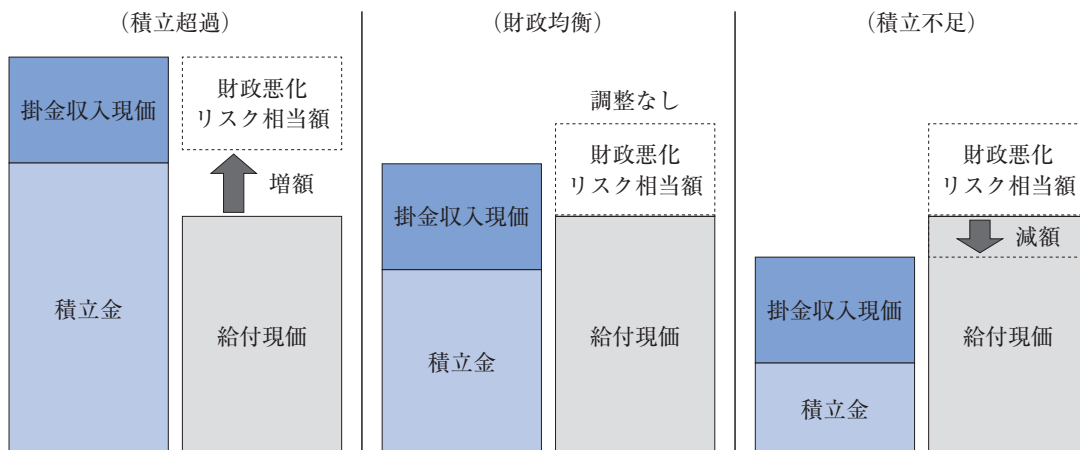 (積立超過)
掛金収入現価
積立金
財政悪化
リスク相当額
増額
給付現価
(財政均衡)
掛金収入現価
積立金
調整なし
財政悪化
リスク相当額
給付現価
(積立不足)
掛金収入現価
積立金
財政悪化
リスク相当額
減額
給付現価